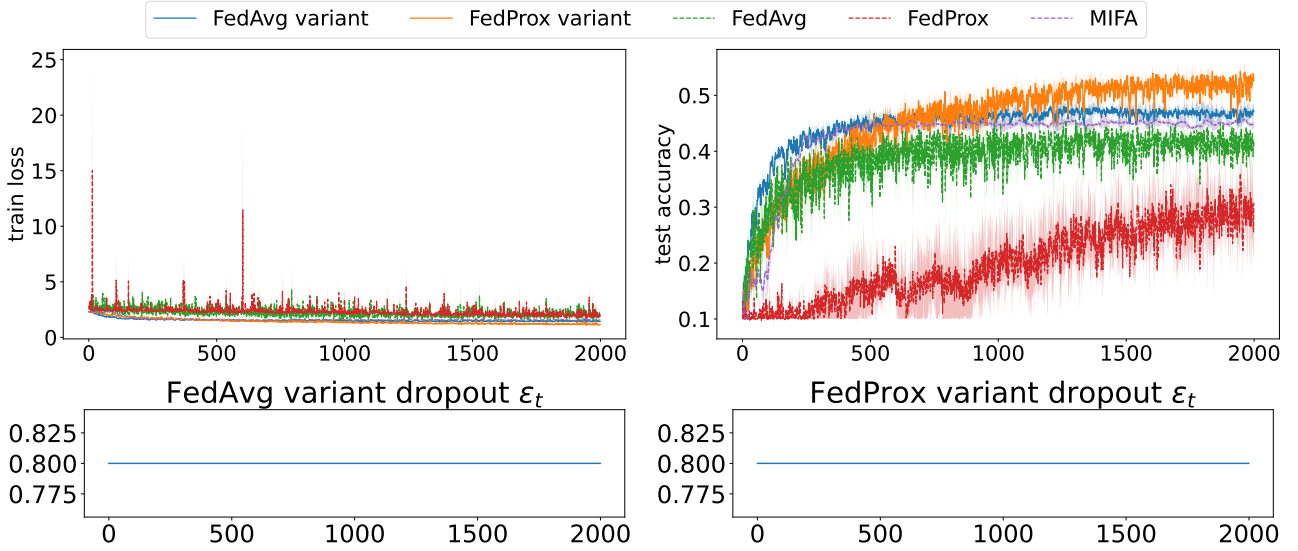 FedAvg variant FedProx variant FedAvg FedProx MIFA
train loss
25
20
15
10
5
0
0 500 1000 1500 2000
test accuracy
0.5
0.4
0.3
0.2
0.1
0 500 1000 1500 2000
FedAvg variant dropout ε_t
0.825
0.800
0.775
0 500 1000 1500 2000
FedProx variant dropout ε_t
0.825
0.800
0.775
0 500 1000 1500 2000